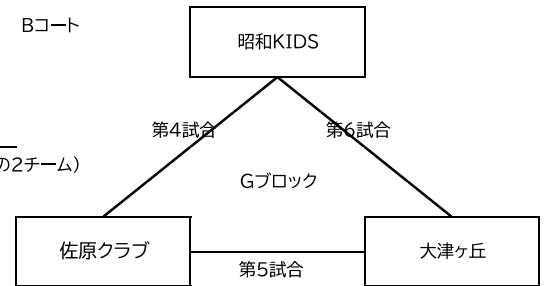 Bコート
昭和KIDS
第4試合
第6試合
の2チーム）
Gブロック
佐原クラブ
大津ヶ丘
第5試合